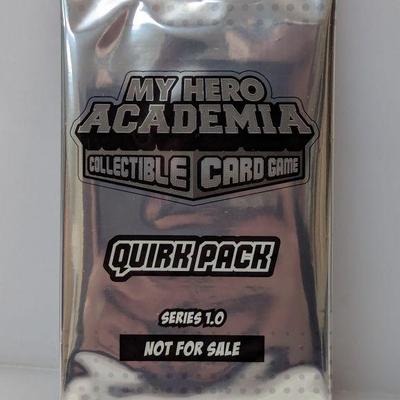 MY HERO
ACADEMIA
COLLECTIBLE CARD GAME
QUIRK PACK
SERIES 1.0
NOT FOR SALE